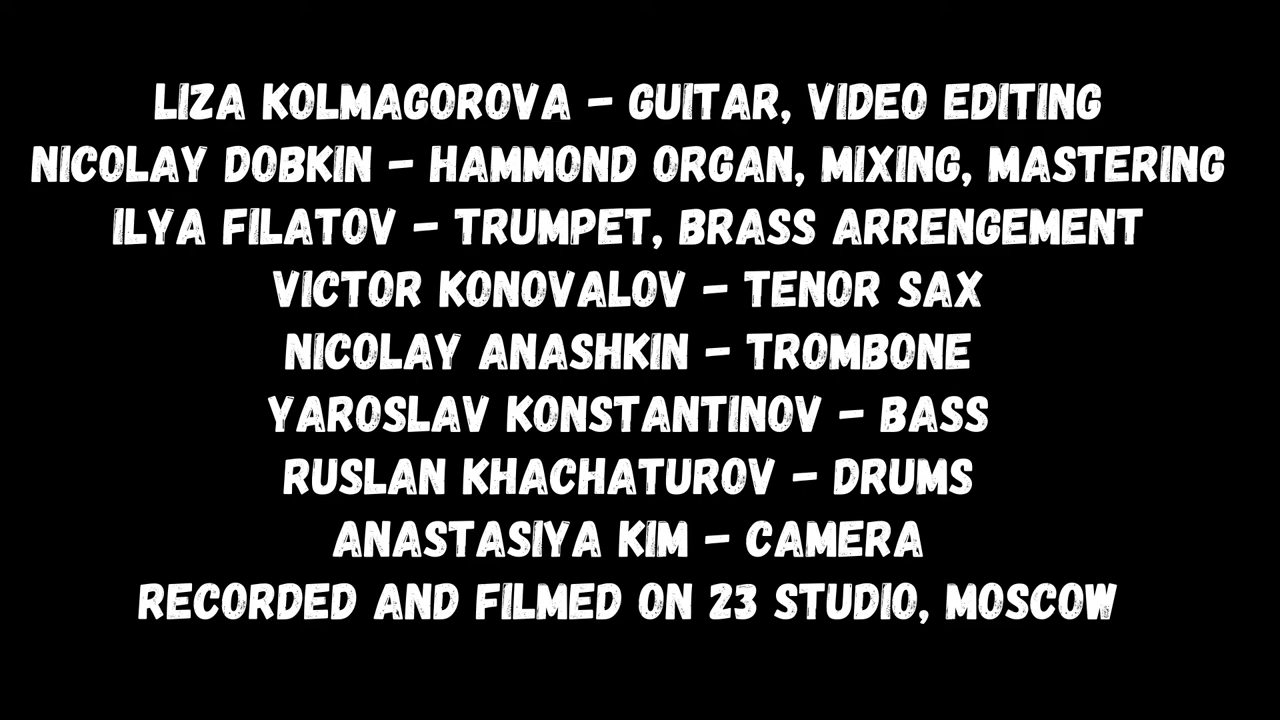 LIZA KOLMAGOROVA – GUITAR, VIDEO EDITING
NICOLAY DOBKIN – HAMMOND ORGAN, MIXING, MASTERING
ILYA FILATOV – TRUMPET, BRASS ARRENGEMENT
VICTOR KONOVALOV – TENOR SAX
NICOLAY ANASHKIN – TROMBONE
YAROSLAV KONSTANTINOV – BASS
RUSLAN KHACHATUROV – DRUMS
ANASTASIYA KIM – CAMERA
RECORDED AND FILMED ON 23 STUDIO, MOSCOW